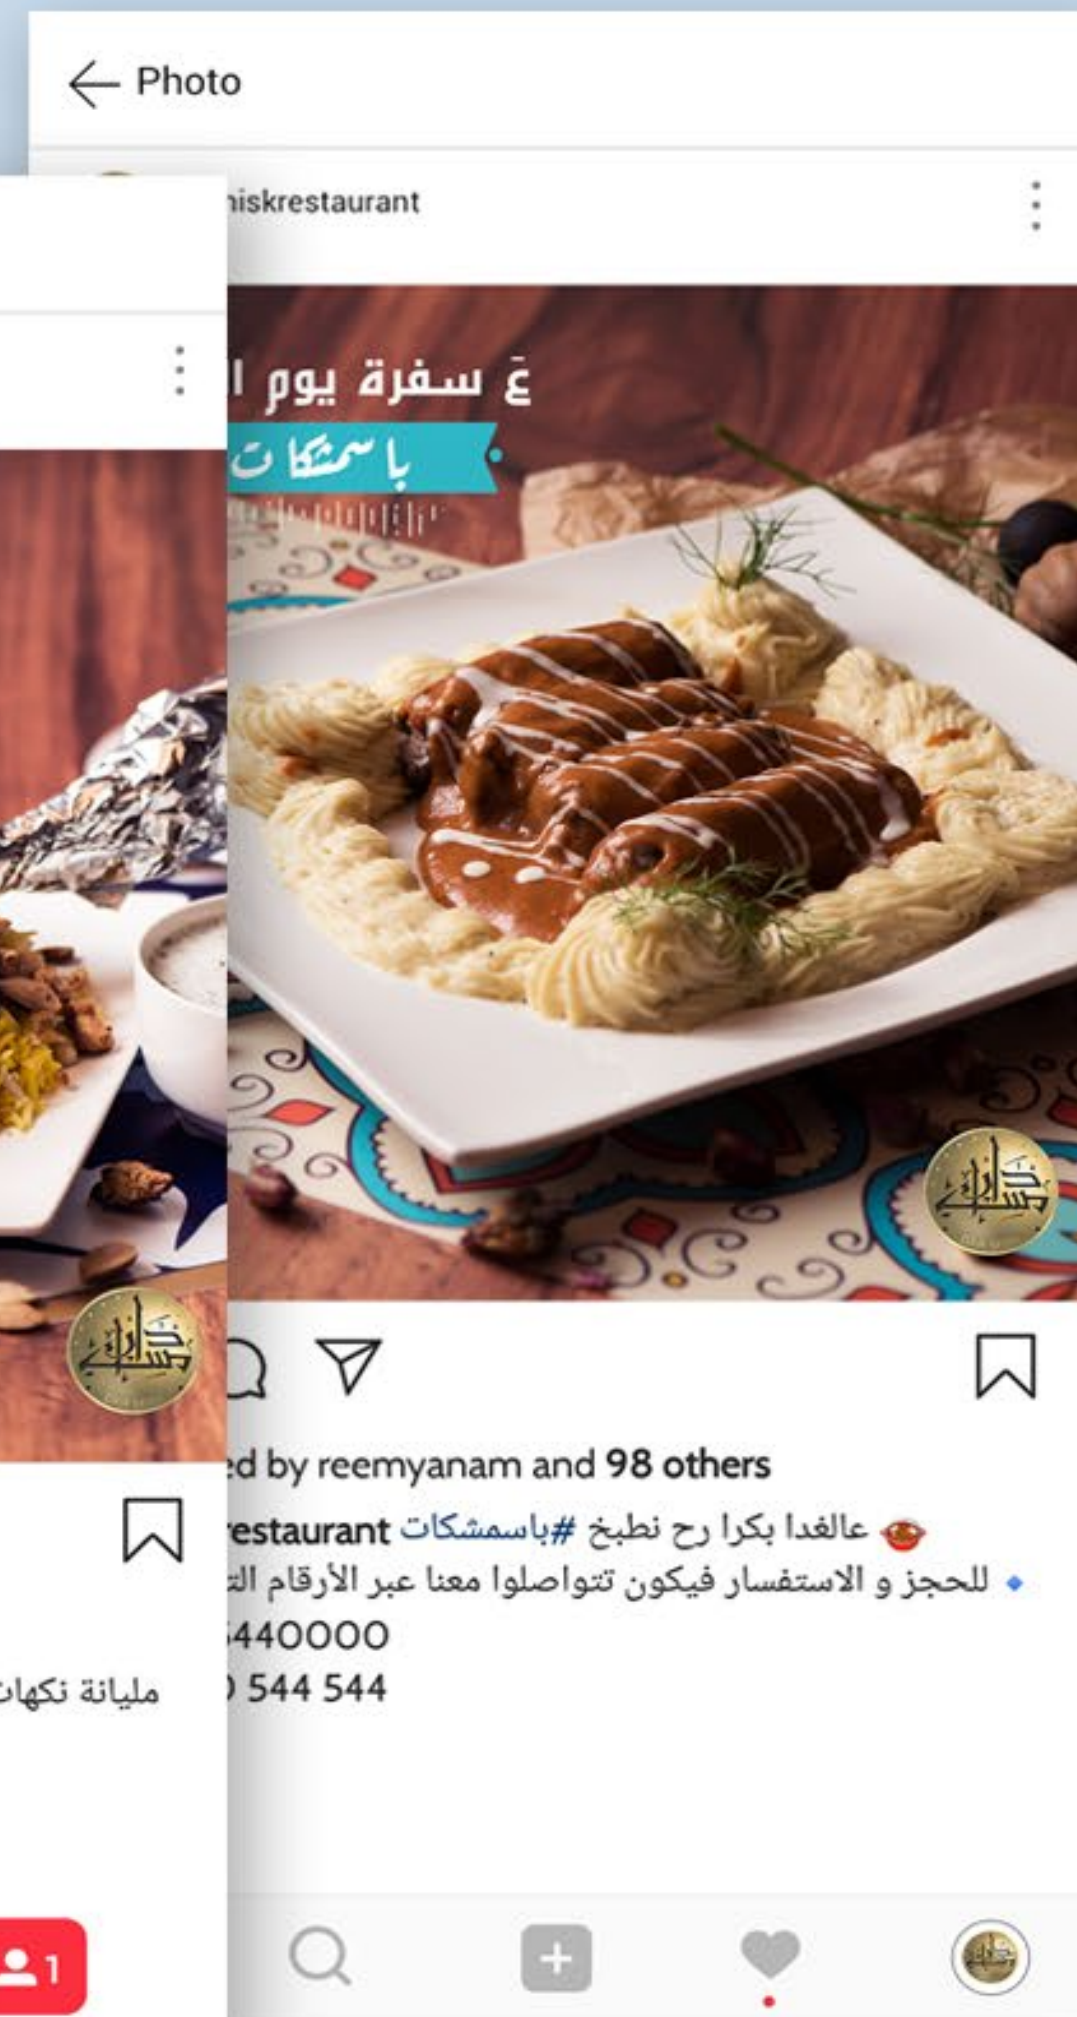 Photo
niskrestaurant
عَ سفرة يوم ا
باسمشكات
ed by reemyanam and 98 others
restaurant #باسمشكات عالغدا بكرا رح نطبخ
للحجز و الاستفسار فيكون تتواصلوا معنا عبر الأرقام الت
440000
544 544
مليانة نكهات
1